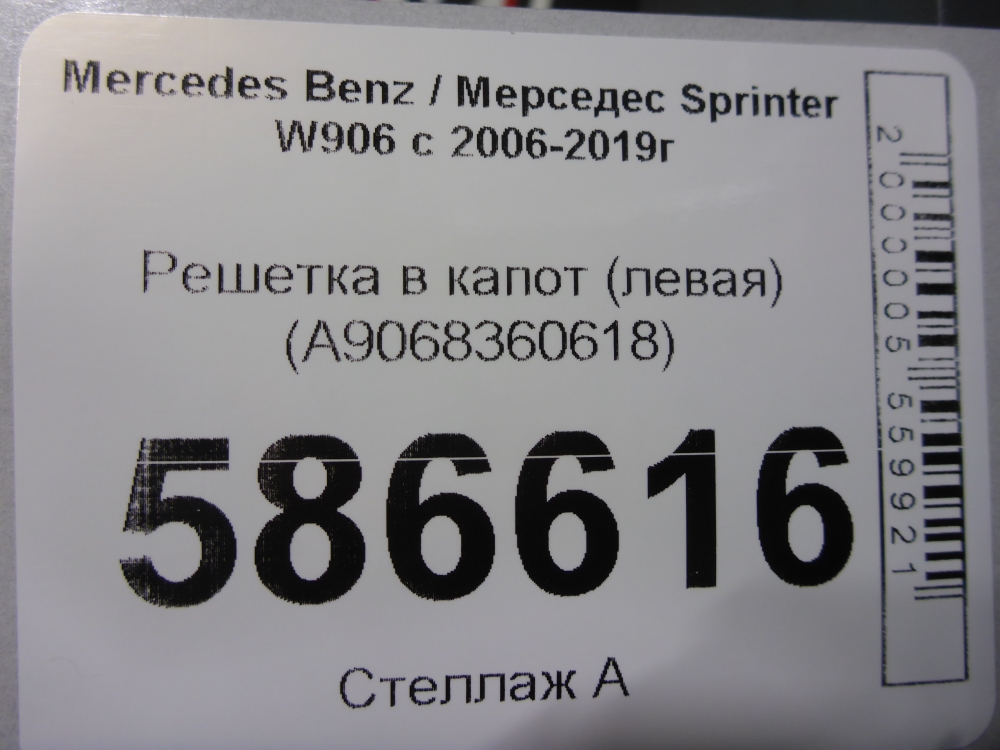 Mercedes Benz / Мерседес Sprinter
W906 с 2006-2019г
Решетка в капот (левая)
(A9068360618)
586616
Стеллаж А
2000005559921